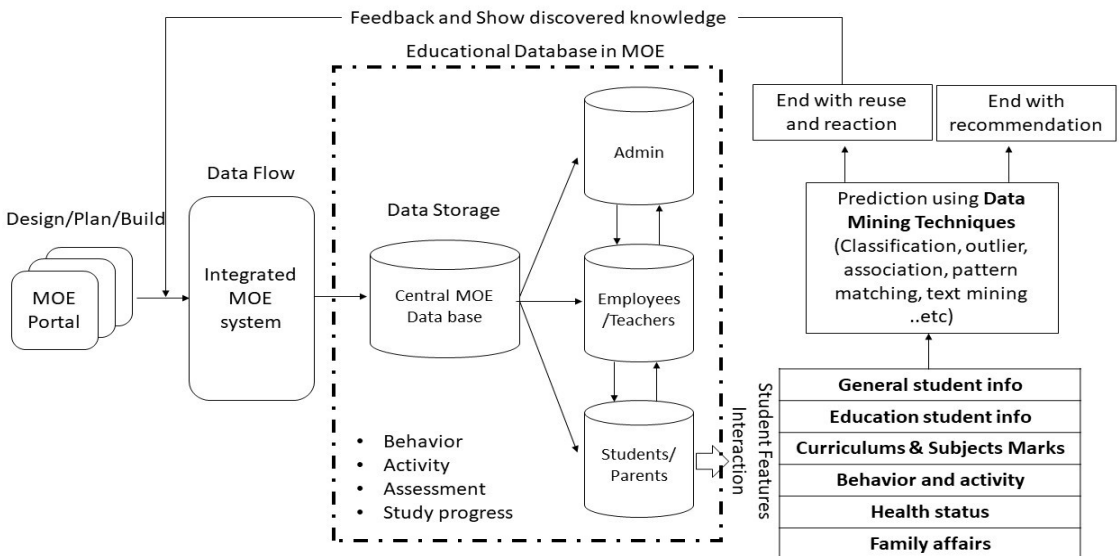 Feedback and Show discovered knowledge
Educational Database in MOE
Design/Plan/Build
MOE
Portal
Data Flow
Integrated
MOE
system
Data Storage
Central MOE
Data base
Admin
Employees
/Teachers
Students/
Parents
• Behavior
• Activity
• Assessment
• Study progress
Interaction
Student Features
General student info
Education student info
Curriculums & Subjects Marks
Behavior and activity
Health status
Family affairs
Prediction using Data
Mining Techniques
(Classification, outlier,
association, pattern
matching, text mining
..etc)
End with reuse
and reaction
End with
recommendation